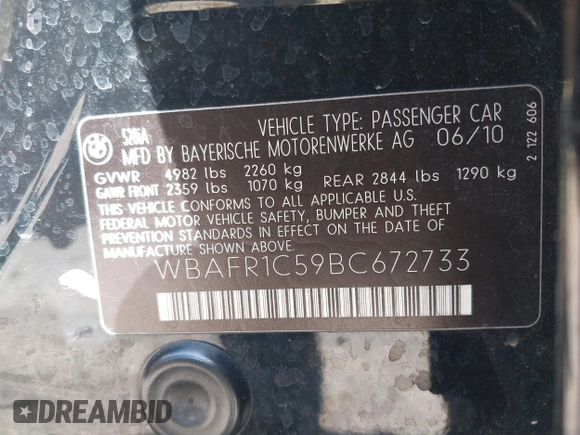 528A VEHICLE TYPE: PASSENGER CAR
MFD BY BAYERISCHE MOTORENWERKE AG 06/10
GVWR 4982 lbs 2260 kg
GAWR FRONT 2359 lbs 1070 kg REAR 2844 lbs 1290 kg
THIS VEHICLE CONFORMS TO ALL APPLICABLE U.S.
FEDERAL MOTOR VEHICLE SAFETY, BUMPER AND THEFT
PREVENTION STANDARDS IN EFFECT ON THE DATE OF
MANUFACTURE SHOWN ABOVE.
WBAFR1C59BC672733
2 122 606
DREAMBID